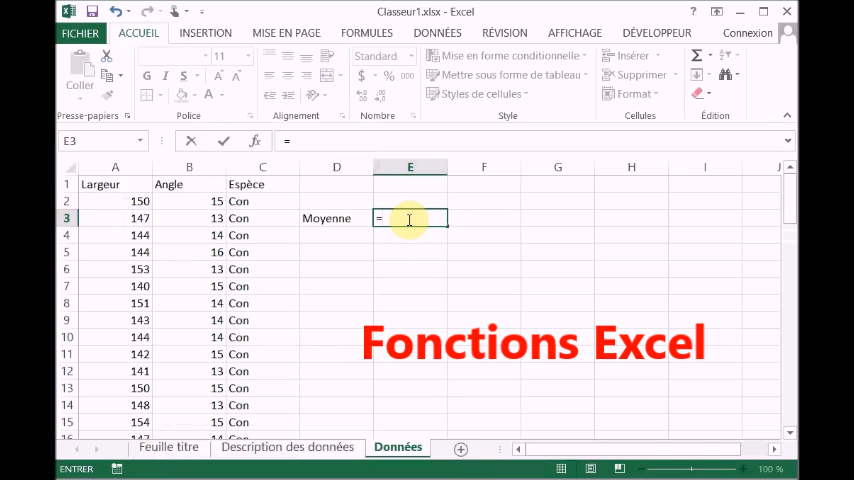 Classeur1.xlsx - Excel
FICHIER ACCUEIL INSERTION MISE EN PAGE FORMULES DONNÉES RÉVISION AFFICHAGE DÉVELOPPEUR Connexion
Coller
G I S A A
Standard
$ % 000
Mise en forme conditionnelle
Mettre sous forme de tableau
Styles de cellules
Insérer
Supprimer
Format
Presse-papiers Police Alignement Nombre Style Cellules Édition
E3 fx =
A B C D E F G H I J
1 Largeur Angle Espèce
2 150 15 Con
3 147 13 Con Moyenne =
4 144 14 Con
5 144 16 Con
6 153 13 Con
7 140 15 Con
8 151 14 Con
9 143 14 Con
10 144 14 Con
11 142 15 Con
12 141 13 Con
13 150 15 Con
14 148 13 Con
15 154 15 Con
16 147 14 Con
Fonctions Excel
Feuille titre Description des données Données
ENTRER 100 %